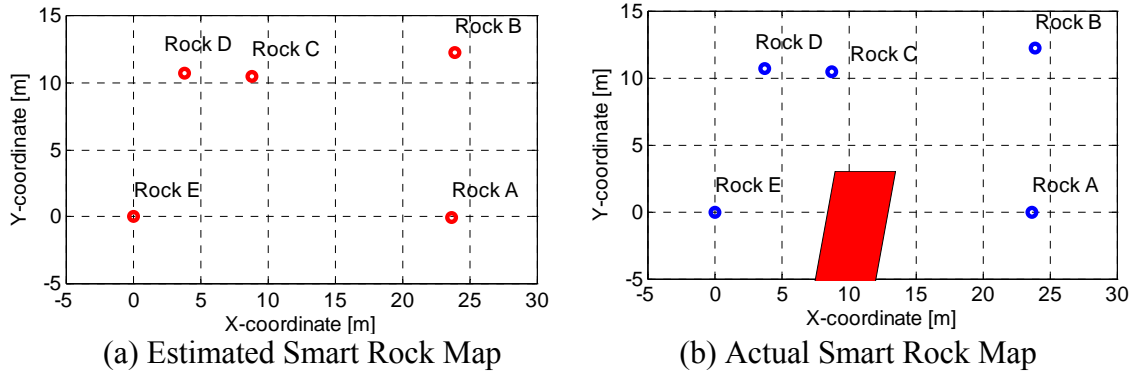 15
10
5
0
-5
Y-coordinate [m]
Rock D
Rock C
Rock B
Rock E
Rock A
-5 0 5 10 15 20 25 30
X-coordinate [m]
(a) Estimated Smart Rock Map
15
10
5
0
-5
Y-coordinate [m]
Rock D
Rock C
Rock B
Rock E
Rock A
-5 0 5 10 15 20 25 30
X-coordinate [m]
(b) Actual Smart Rock Map